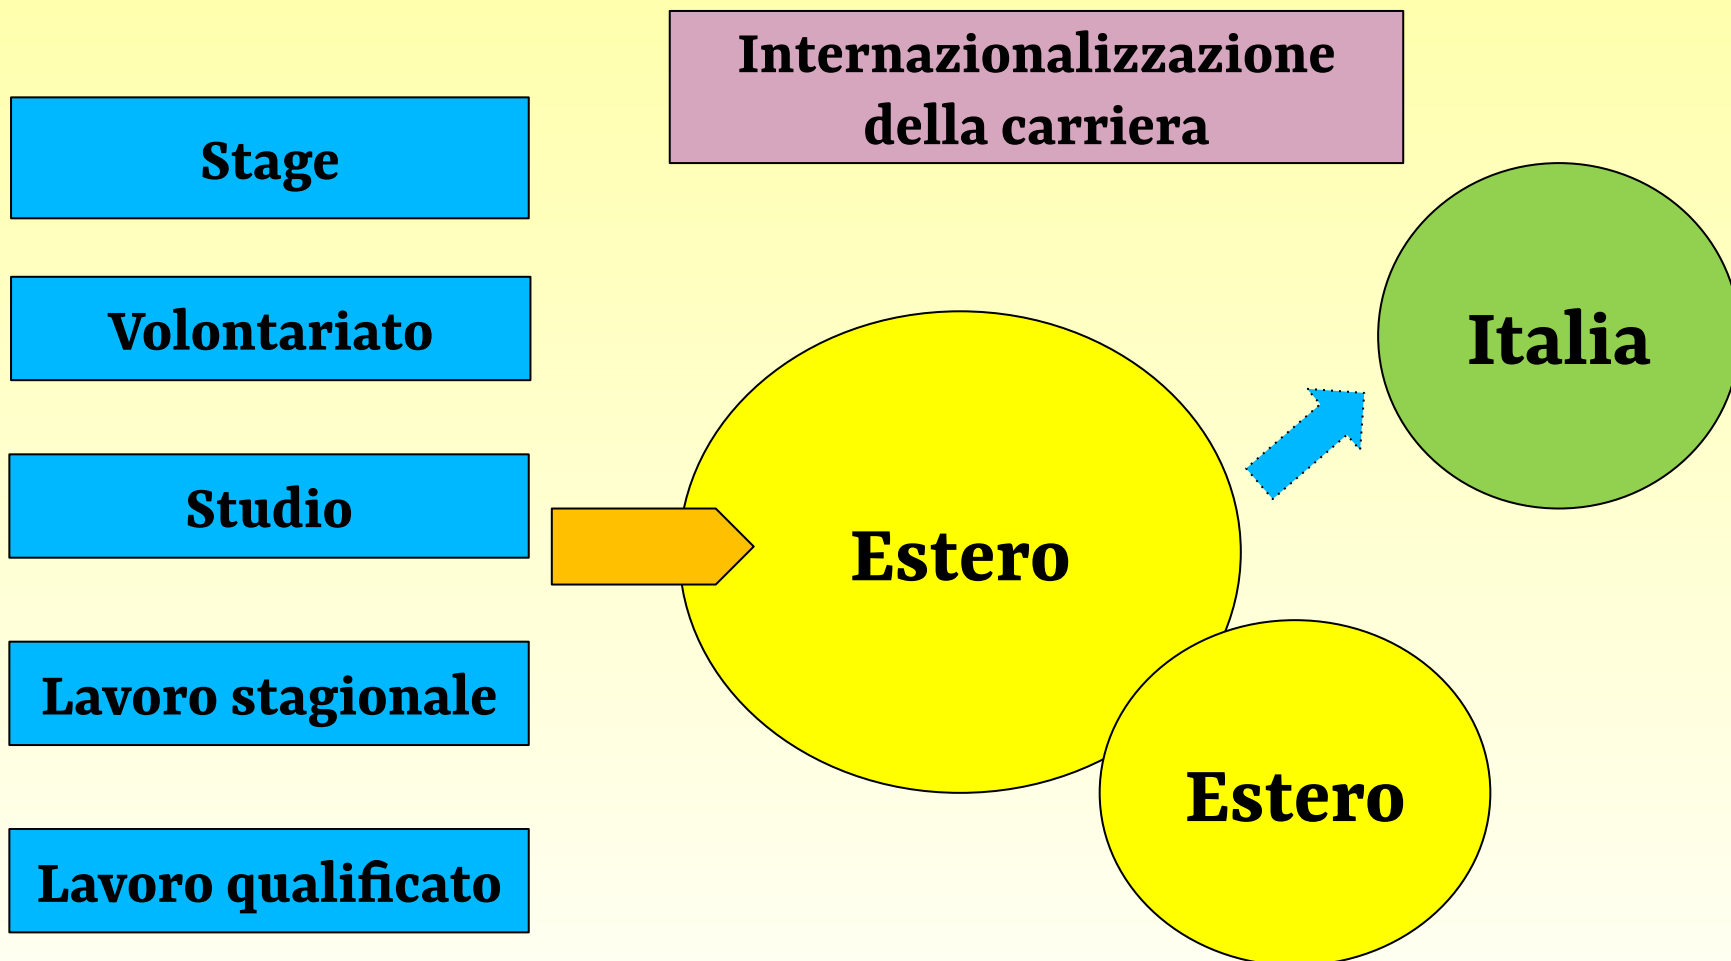 Internazionalizzazione
della carriera
Stage
Volontariato
Studio
Lavoro stagionale
Lavoro qualificato
Estero
Italia
Estero